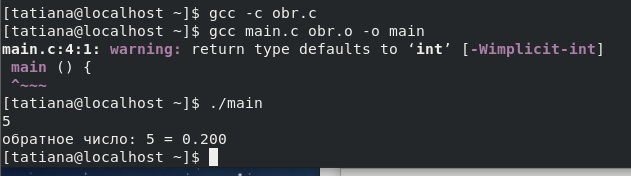 [tatiana@localhost ~]$ gcc -c obr.c
[tatiana@localhost ~]$ gcc main.c obr.o -o main
main.c:4:1: warning: return type defaults to ‘int’ [-Wimplicit-int]
 main () {
 ^~~~
[tatiana@localhost ~]$ ./main
5
обратное число: 5 = 0.200
[tatiana@localhost ~]$